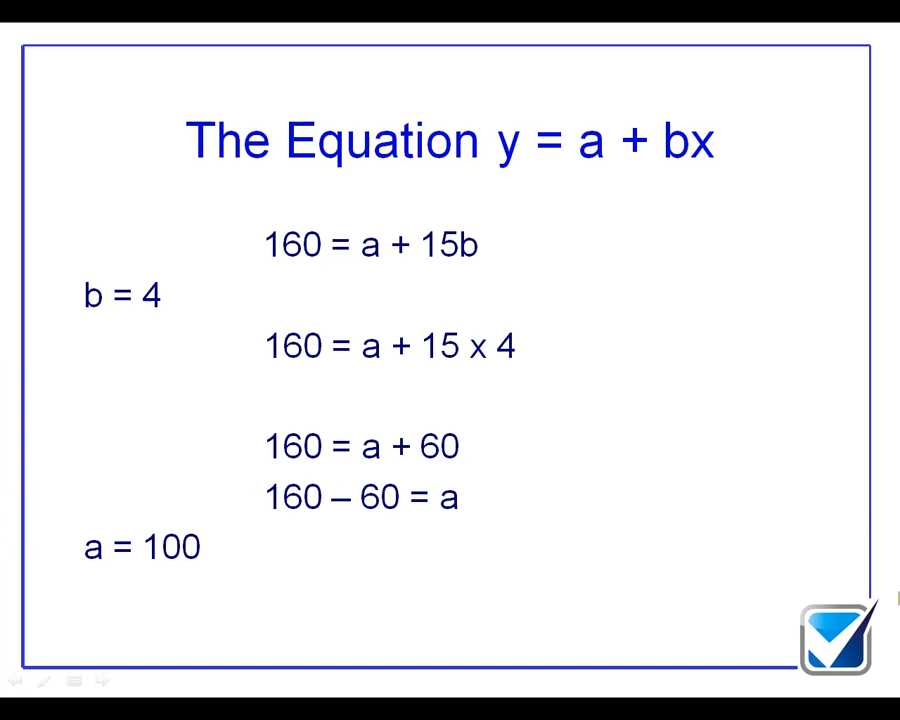 The Equation y = a + bx
160 = a + 15b
b = 4
160 = a + 15 x 4
160 = a + 60
160 – 60 = a
a = 100